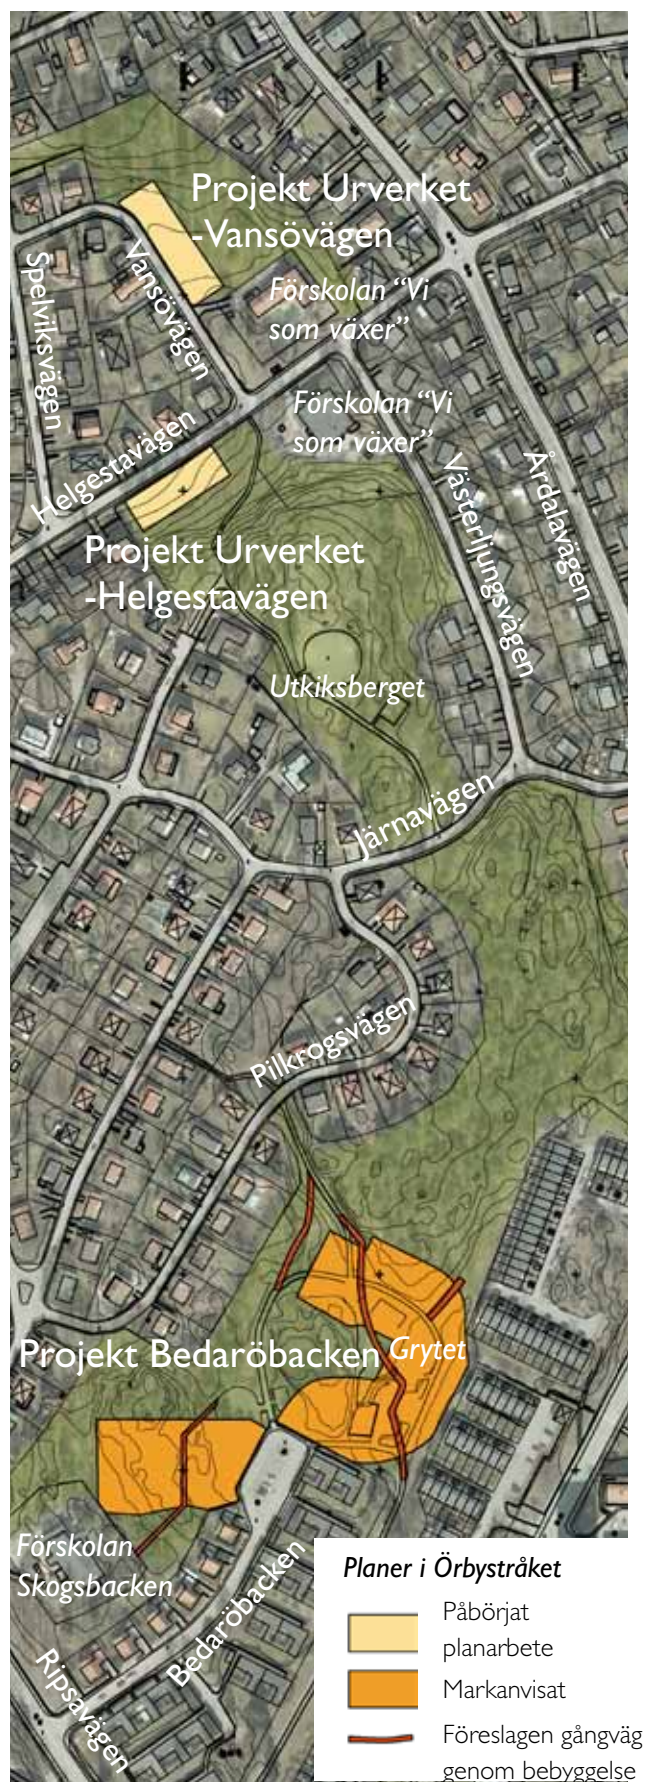 Projekt Urverket
-Vansövägen
Spelviksvägen
Vansövägen
Förskolan “Vi
som växer”
Förskolan “Vi
som växer”
Helgestavägen
Västerljungsvägen
Årdalavägen
Projekt Urverket
-Helgestavägen
Utkiksberget
Järnavägen
Pilkrogsvägen
Projekt Bedaröbacken
Grytet
Förskolan
Skogsbacken
Bedaröbacken
Ripsavägen
Planer i Örbystråket
Påbörjat
planarbete
Markanvisat
Föreslagen gångväg
genom bebyggelse